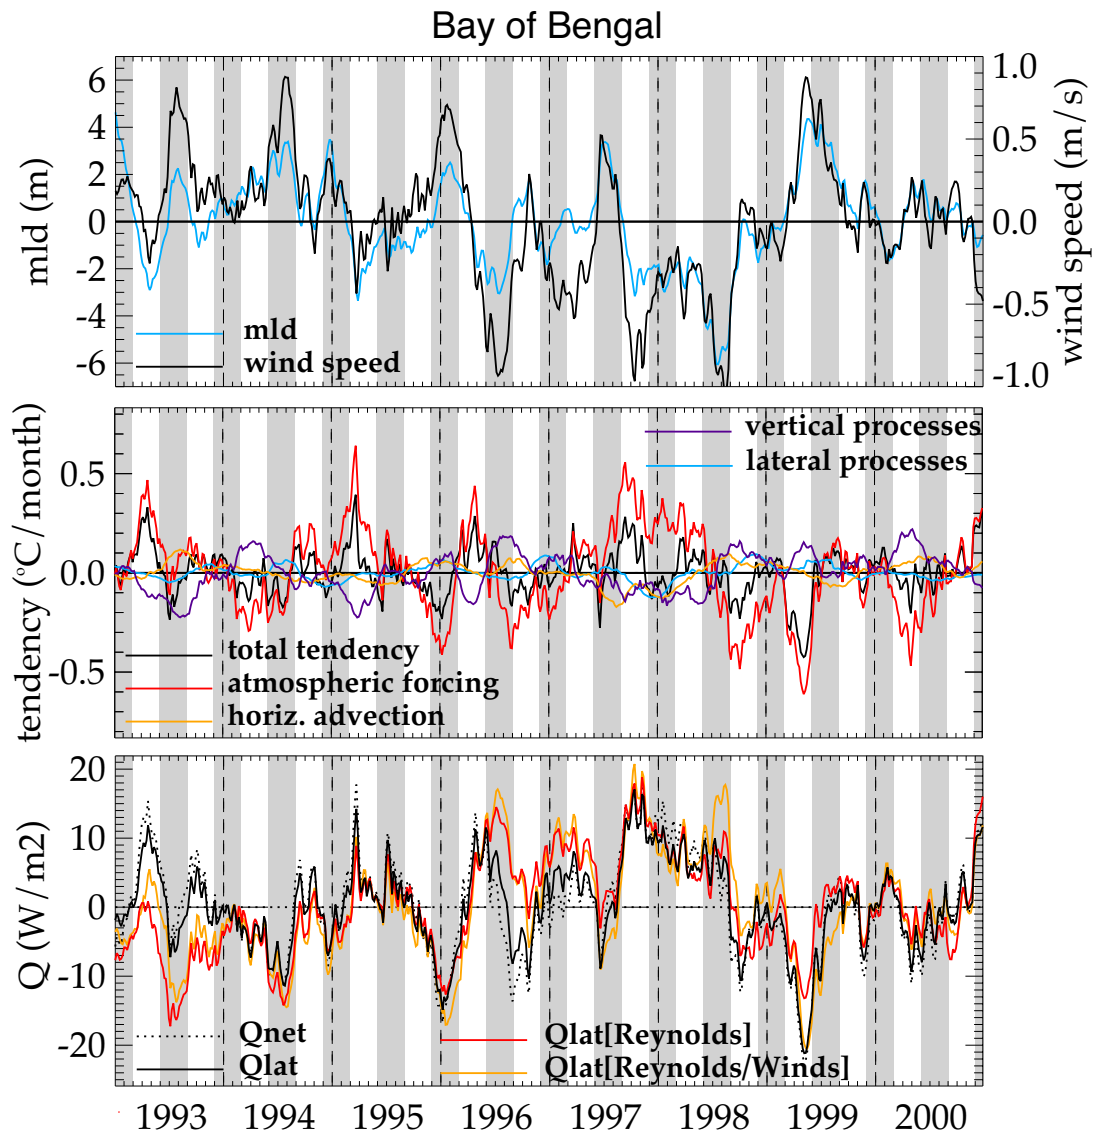 Bay of Bengal
6
4
2
0
-2
-4
-6
mld (m)
1.0
0.5
0.0
-0.5
-1.0
wind speed (m/s)
mld
wind speed
0.5
0.0
-0.5
tendency (°C/month)
vertical processes
lateral processes
total tendency
atmospheric forcing
horiz. advection
20
10
0
-10
-20
Q (W/m2)
Qnet
Qlat
Qlat[Reynolds]
Qlat[Reynolds/Winds]
1993 1994 1995 1996 1997 1998 1999 2000